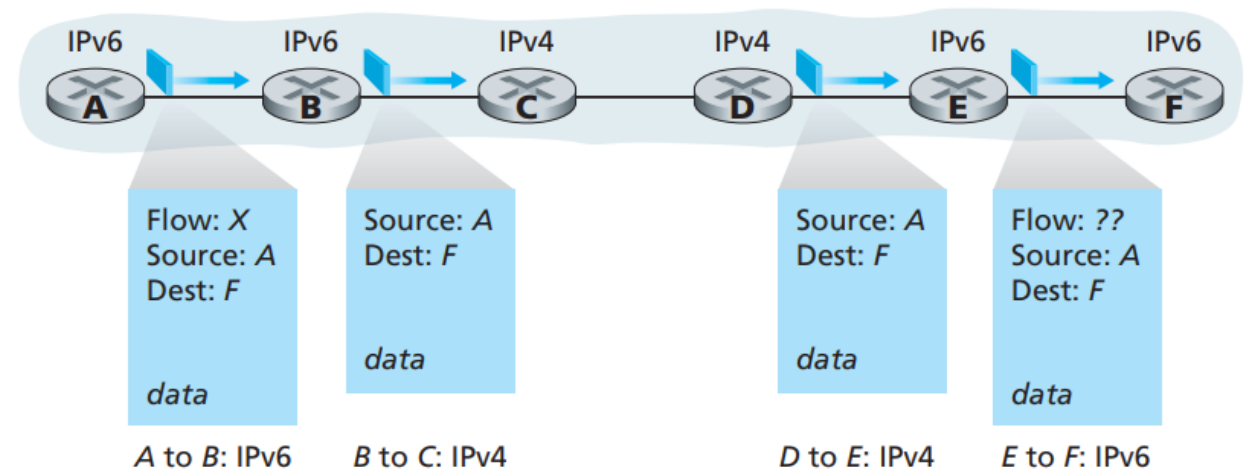 IPv6
IPv6
IPv4
IPv4
IPv6
IPv6
A
B
C
D
E
F
Flow: X
Source: A
Dest: F
data
Source: A
Dest: F
data
Source: A
Dest: F
data
Flow: ??
Source: A
Dest: F
data
A to B: IPv6
B to C: IPv4
D to E: IPv4
E to F: IPv6